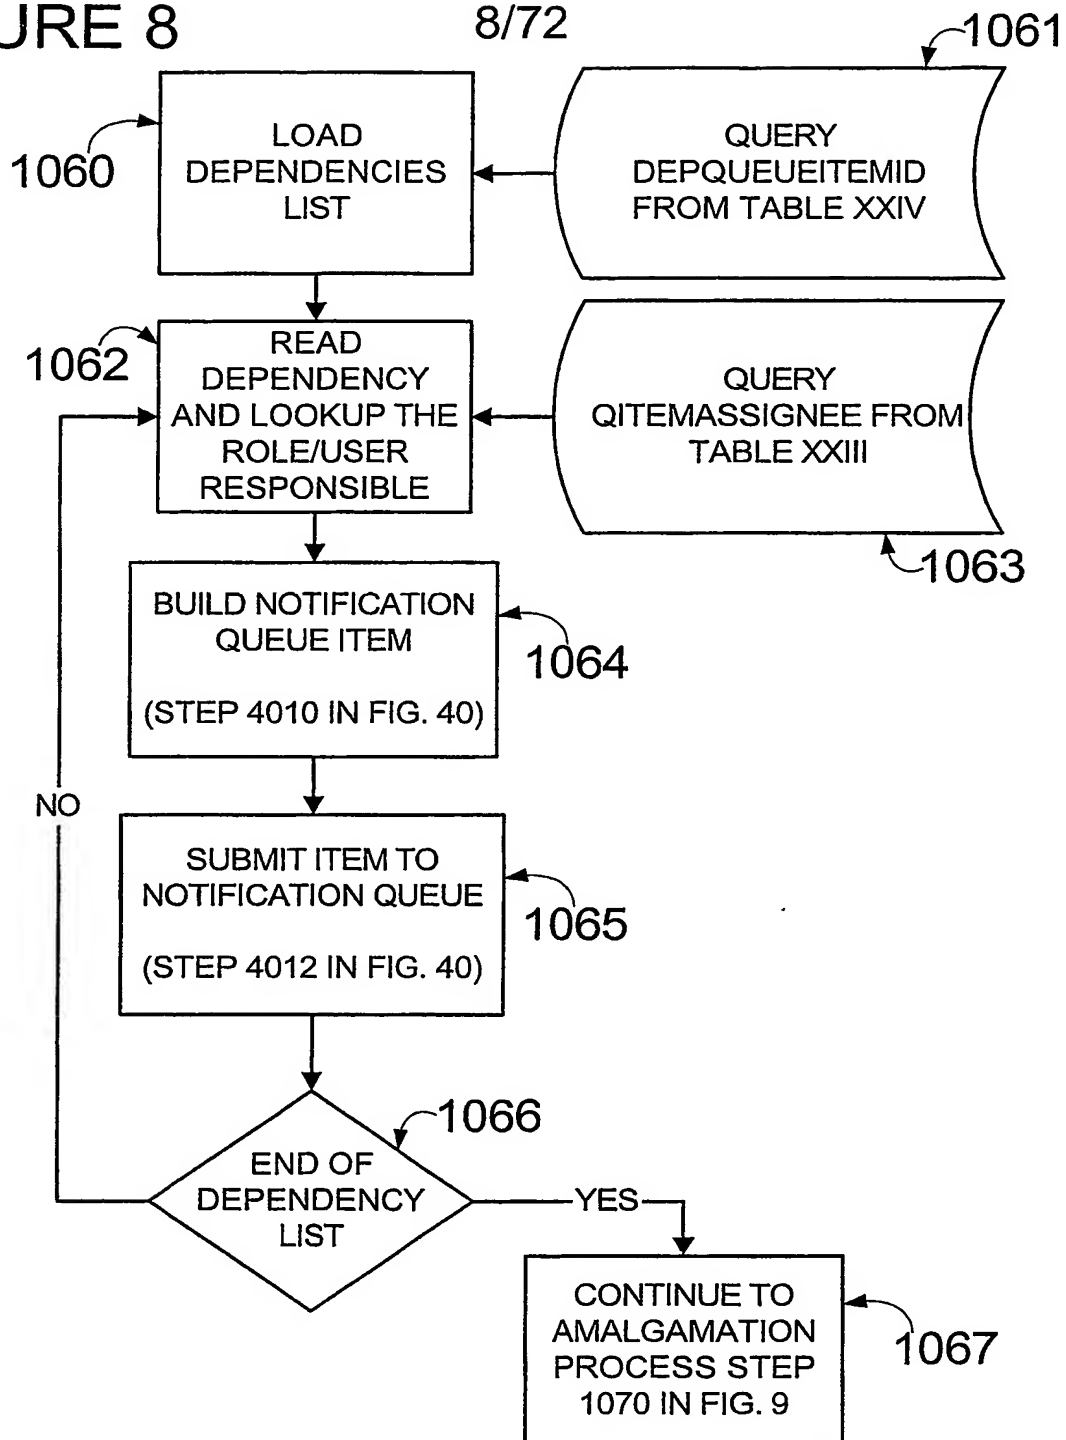 URE 8
8/72
1061
1060
LOAD
DEPENDENCIES
LIST
QUERY
DEPQUEUEITEMID
FROM TABLE XXIV
1062
READ
DEPENDENCY
AND LOOKUP THE
ROLE/USER
RESPONSIBLE
QUERY
QITEMASSIGNEE FROM
TABLE XXIII
1063
BUILD NOTIFICATION
QUEUE ITEM
(STEP 4010 IN FIG. 40)
1064
NO
SUBMIT ITEM TO
NOTIFICATION QUEUE
(STEP 4012 IN FIG. 40)
1065
1066
END OF
DEPENDENCY
LIST
YES
CONTINUE TO
AMALGAMATION
PROCESS STEP
1070 IN FIG. 9
1067